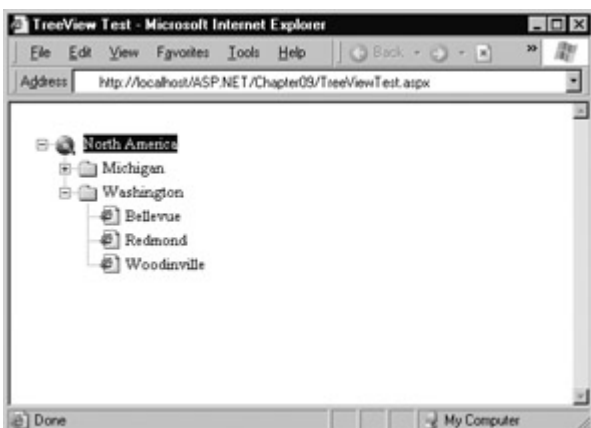 TreeView Test - Microsoft Internet Explorer
File Edit View Favorites Tools Help Back »
Address http://localhost/ASP.NET/Chapter09/TreeViewTest.aspx
North America
Michigan
Washington
Bellevue
Redmond
Woodinville
Done My Computer